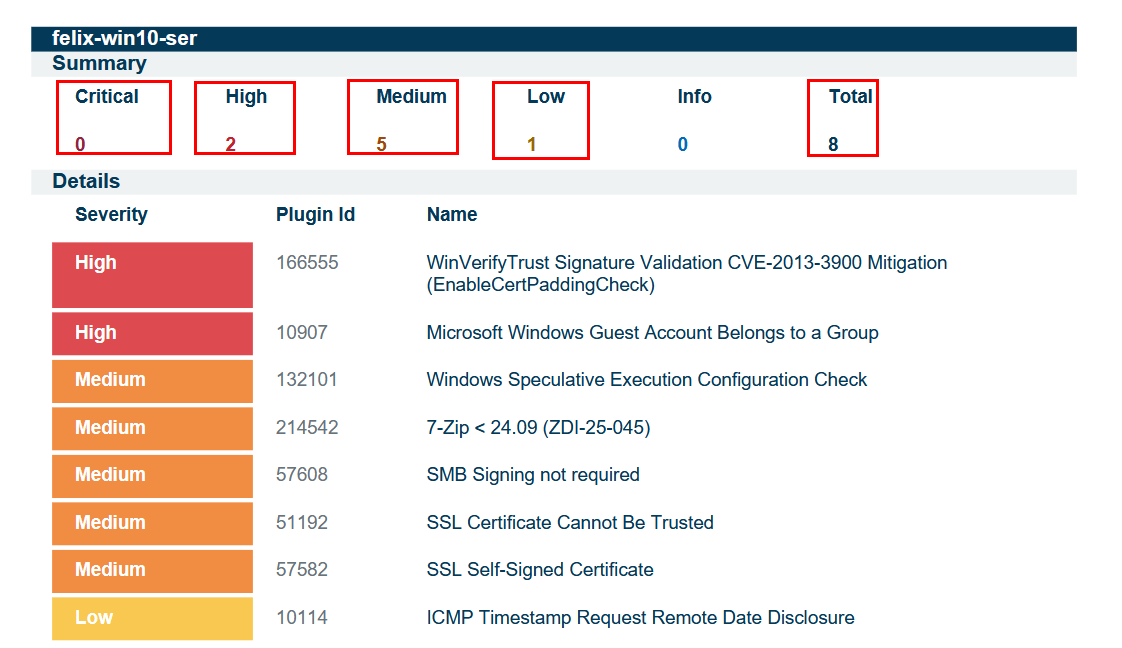 felix-win10-ser
Summary
Critical High Medium Low Info Total
0 2 5 1 0 8
Details
Severity Plugin Id Name
High 166555 WinVerifyTrust Signature Validation CVE-2013-3900 Mitigation
(EnableCertPaddingCheck)
High 10907 Microsoft Windows Guest Account Belongs to a Group
Medium 132101 Windows Speculative Execution Configuration Check
Medium 214542 7-Zip < 24.09 (ZDI-25-045)
Medium 57608 SMB Signing not required
Medium 51192 SSL Certificate Cannot Be Trusted
Medium 57582 SSL Self-Signed Certificate
Low 10114 ICMP Timestamp Request Remote Date Disclosure